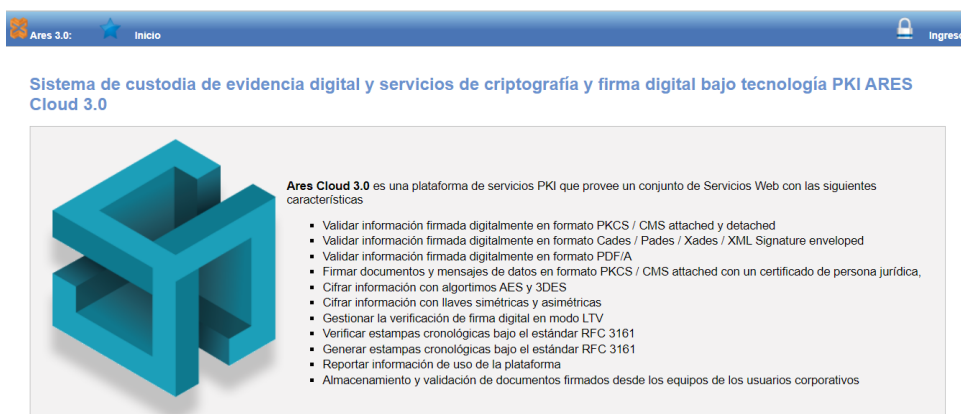 Ares 3.0: Inicio Ingreso
Sistema de custodia de evidencia digital y servicios de criptografía y firma digital bajo tecnología PKI ARES
Cloud 3.0
Ares Cloud 3.0 es una plataforma de servicios PKI que provee un conjunto de Servicios Web con las siguientes
características
▪ Validar información firmada digitalmente en formato PKCS / CMS attached y detached
▪ Validar información firmada digitalmente en formato Cades / Pades / Xades / XML Signature enveloped
▪ Validar información firmada digitalmente en formato PDF/A
▪ Firmar documentos y mensajes de datos en formato PKCS / CMS attached con un certificado de persona jurídica,
▪ Cifrar información con algortimos AES y 3DES
▪ Cifrar información con llaves simétricas y asimétricas
▪ Gestionar la verificación de firma digital en modo LTV
▪ Verificar estampas cronológicas bajo el estándar RFC 3161
▪ Generar estampas cronológicas bajo el estándar RFC 3161
▪ Reportar información de uso de la plataforma
▪ Almacenamiento y validación de documentos firmados desde los equipos de los usuarios corporativos